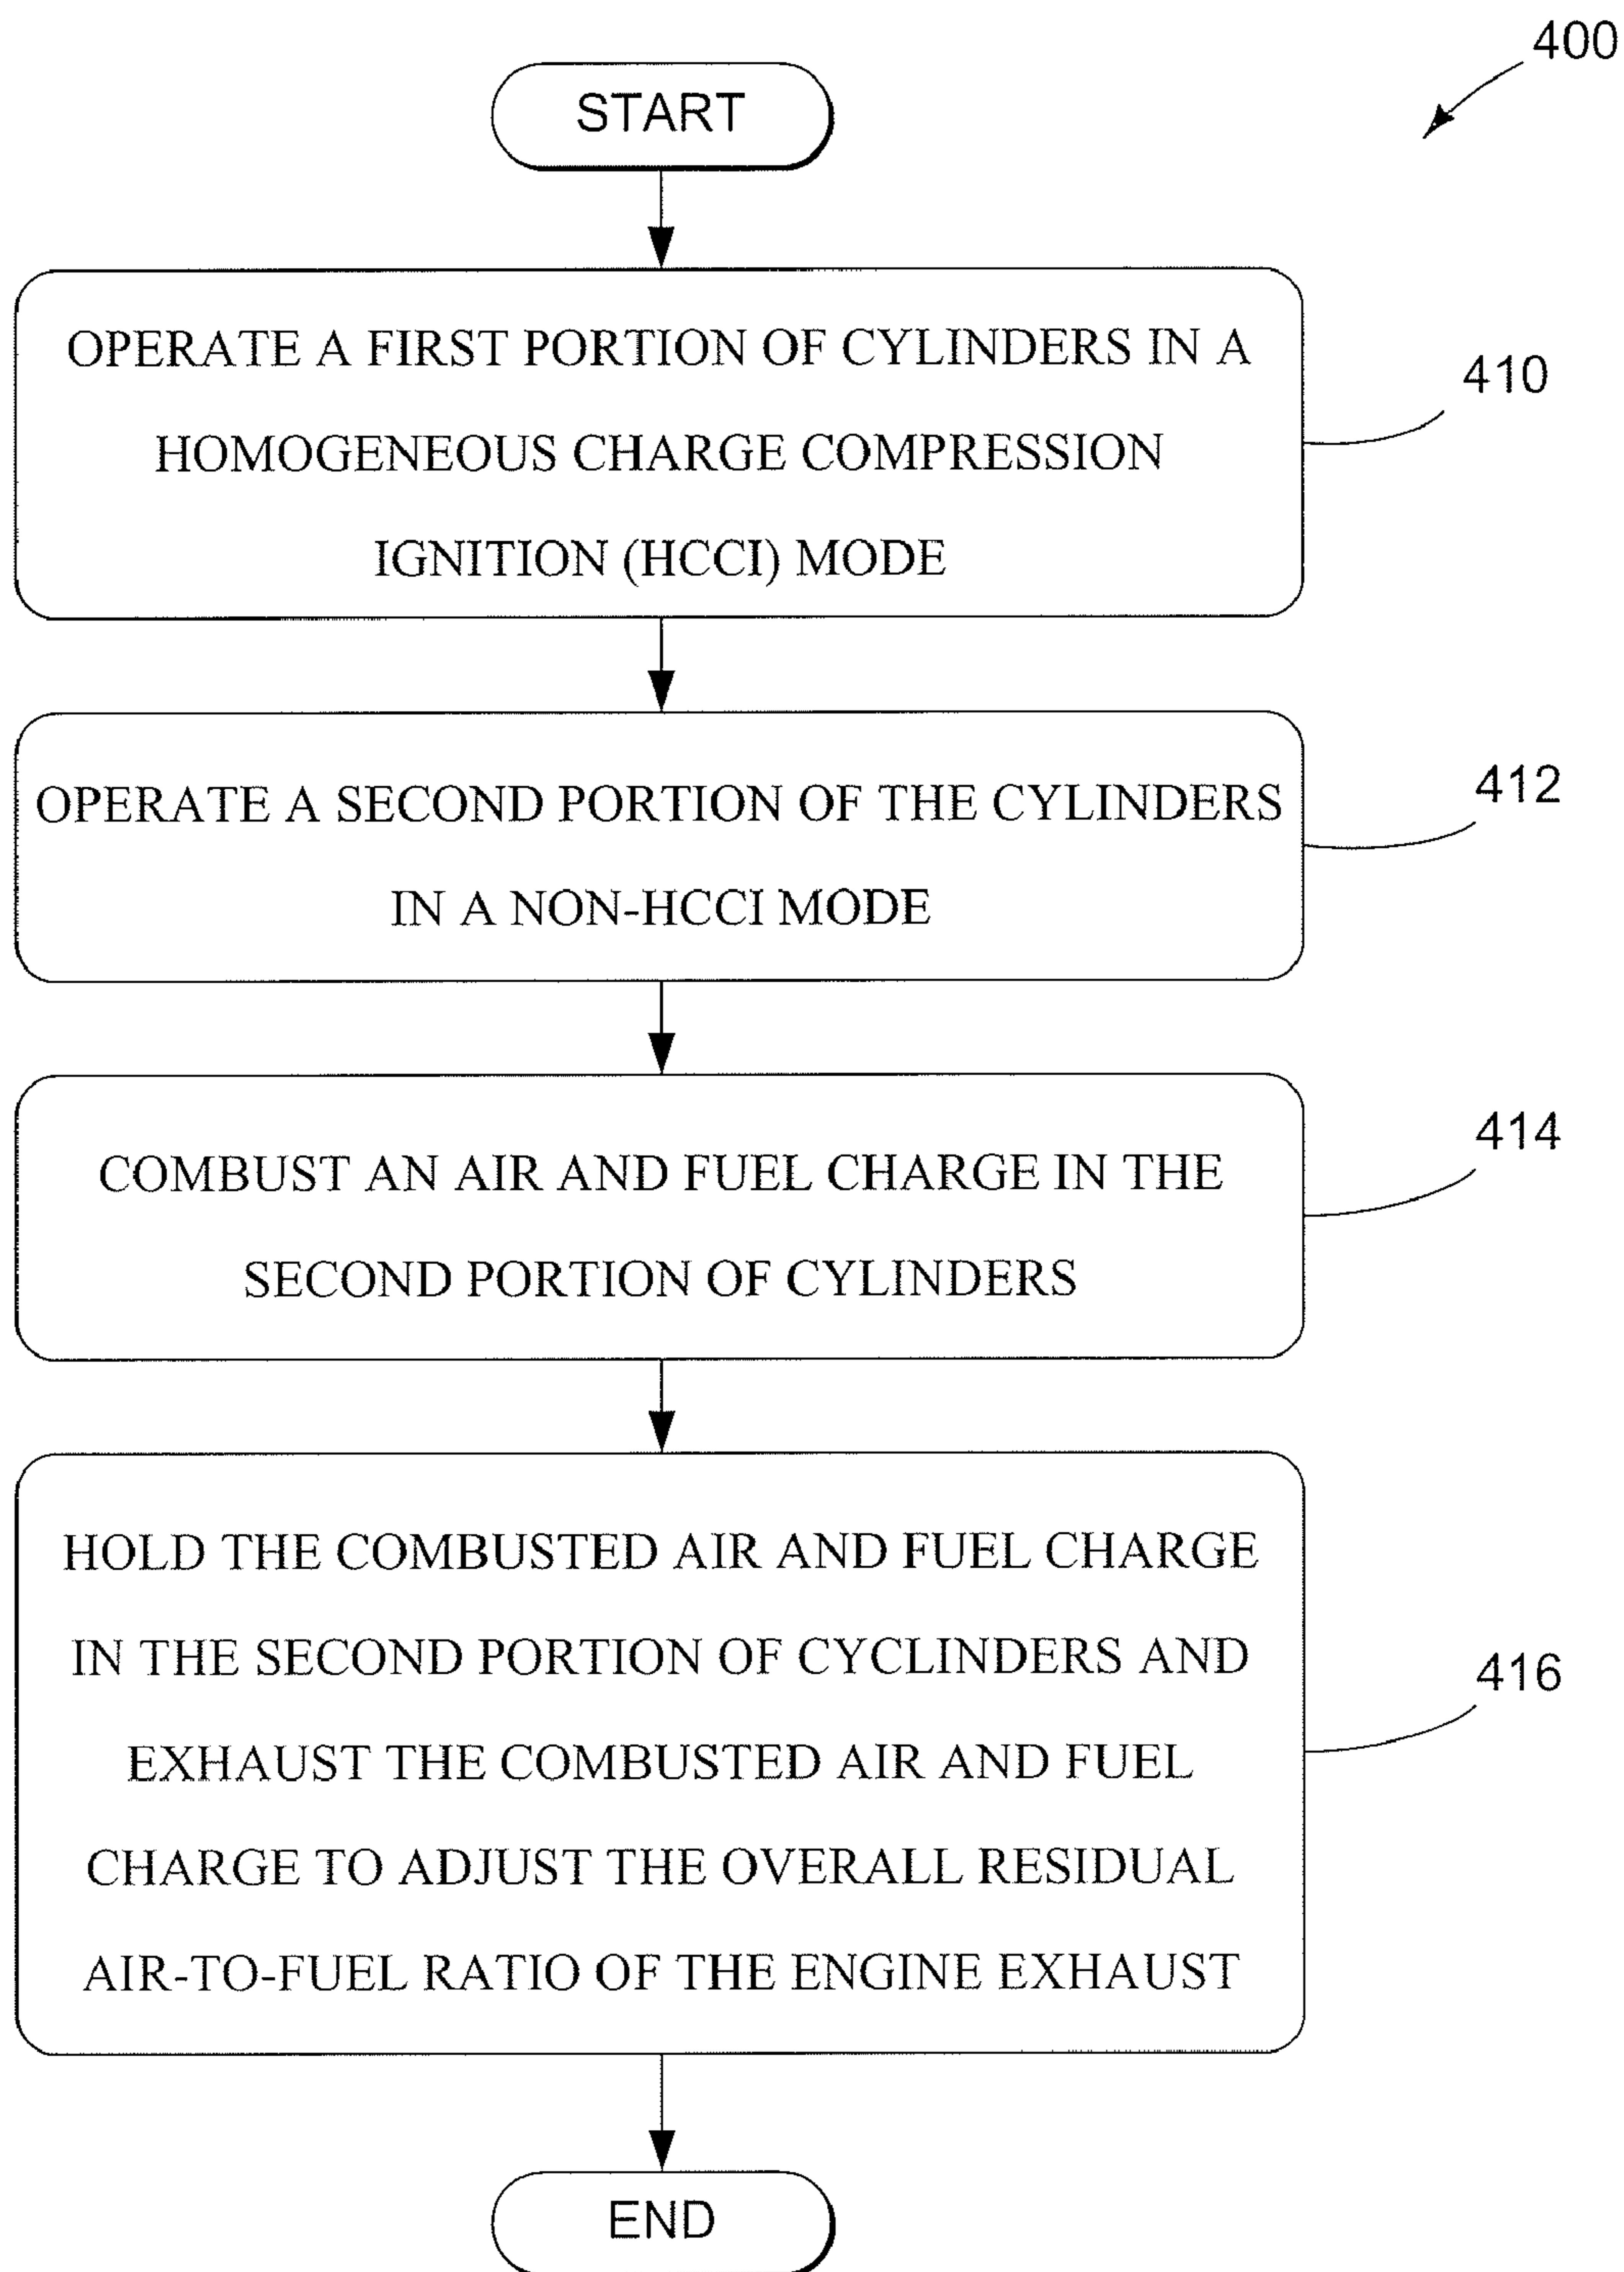 400
START
OPERATE A FIRST PORTION OF CYLINDERS IN A
HOMOGENEOUS CHARGE COMPRESSION
IGNITION (HCCI) MODE
410
OPERATE A SECOND PORTION OF THE CYLINDERS
IN A NON-HCCI MODE
412
COMBUST AN AIR AND FUEL CHARGE IN THE
SECOND PORTION OF CYLINDERS
414
HOLD THE COMBUSTED AIR AND FUEL CHARGE
IN THE SECOND PORTION OF CYCLINDERS AND
EXHAUST THE COMBUSTED AIR AND FUEL
CHARGE TO ADJUST THE OVERALL RESIDUAL
AIR-TO-FUEL RATIO OF THE ENGINE EXHAUST
416
END